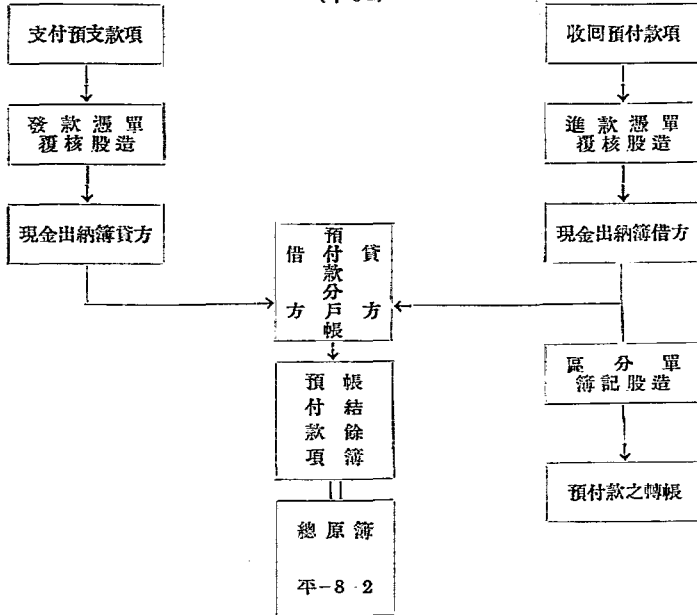 支付預支款項
發款憑單
覆核股造
現金出納簿貸方
收回預付款項
進款憑單
覆核股造
現金出納簿借方
借方
預付款分戶帳
貸方
預付款項
帳結餘簿
總原簿
平-8-2
區分單
簿記股造
預付款之轉帳